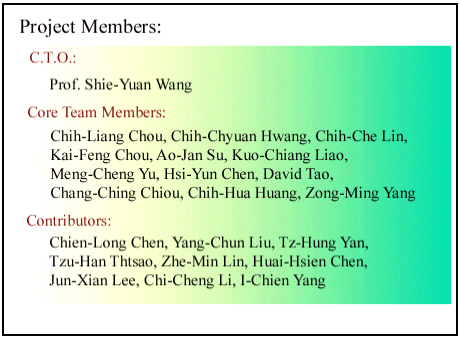 Project Members:
C.T.O.:
Prof. Shie-Yuan Wang
Core Team Members:
Chih-Liang Chou, Chih-Chyuan Hwang, Chih-Che Lin,
Kai-Feng Chou, Ao-Jan Su, Kuo-Chiang Liao,
Meng-Cheng Yu, Hsi-Yun Chen, David Tao,
Chang-Ching Chiou, Chih-Hua Huang, Zong-Ming Yang
Contributors:
Chien-Long Chen, Yang-Chun Liu, Tz-Hung Yan,
Tzu-Han Thtsao, Zhe-Min Lin, Huai-Hsien Chen,
Jun-Xian Lee, Chi-Cheng Li, I-Chien Yang